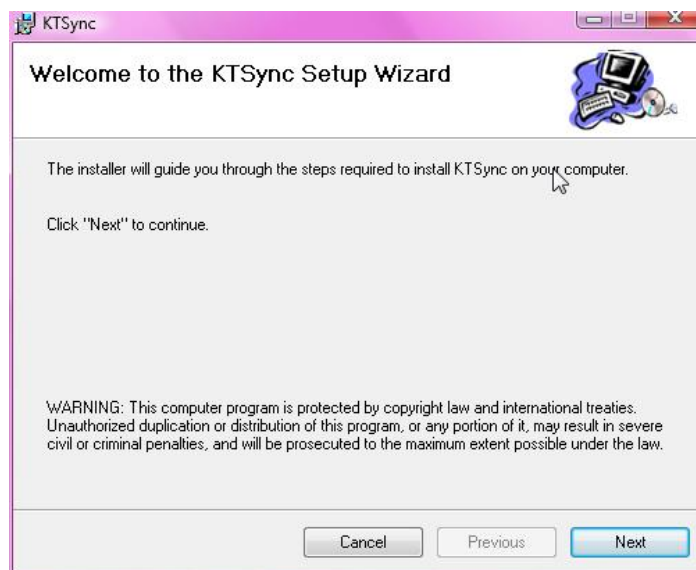 KTSync
Welcome to the KTSync Setup Wizard
The installer will guide you through the steps required to install KTSync on your computer.
Click "Next" to continue.
WARNING: This computer program is protected by copyright law and international treaties.
Unauthorized duplication or distribution of this program, or any portion of it, may result in severe
civil or criminal penalties, and will be prosecuted to the maximum extent possible under the law.
Cancel Previous Next